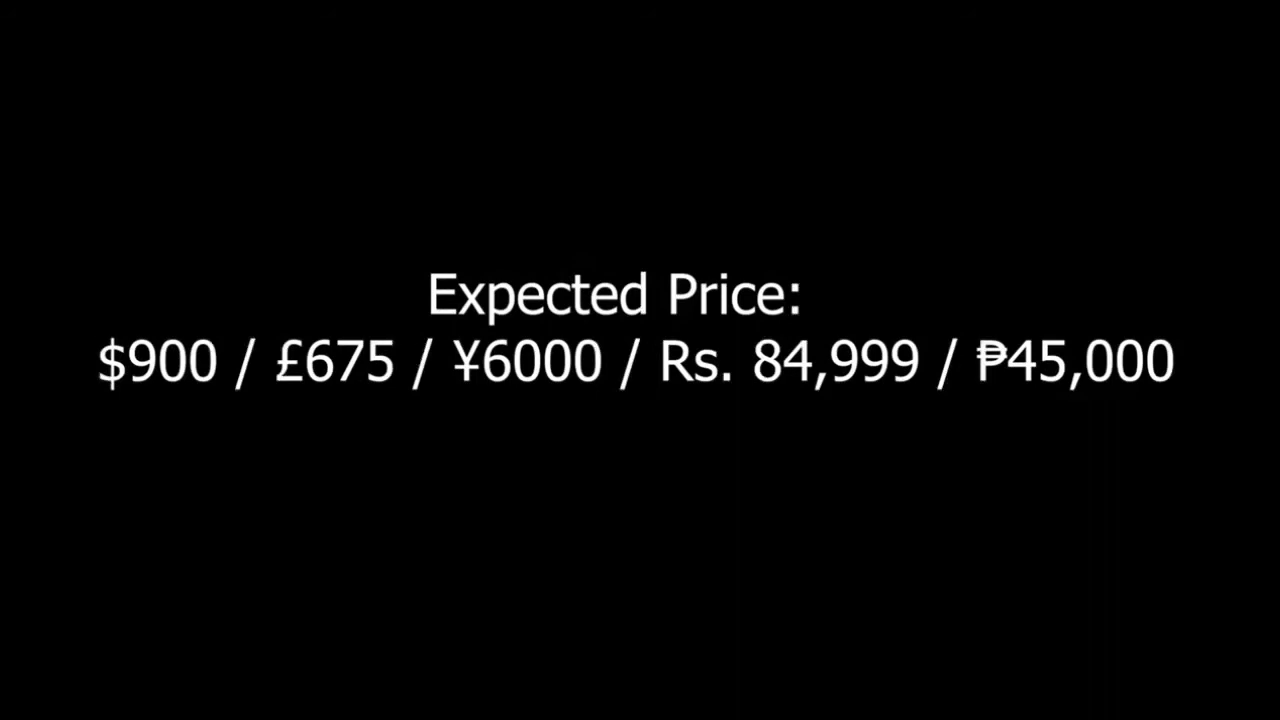 Expected Price:
$900 / £675 / ¥6000 / Rs. 84,999 / ₱45,000